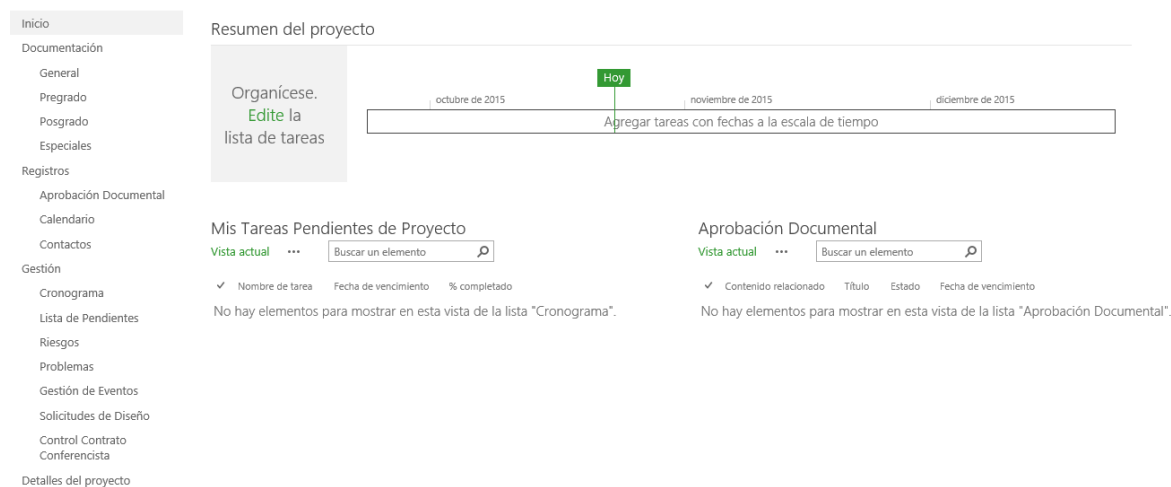 Inicio
Documentación
General
Pregrado
Posgrado
Especiales
Registros
Aprobación Documental
Calendario
Contactos
Gestión
Cronograma
Lista de Pendientes
Riesgos
Problemas
Gestión de Eventos
Solicitudes de Diseño
Control Contrato
Conferencista
Detalles del proyecto
Resumen del proyecto
Organícese.
Edite la
lista de tareas
Hoy
octubre de 2015 noviembre de 2015 diciembre de 2015
Agregar tareas con fechas a la escala de tiempo
Mis Tareas Pendientes de Proyecto
Vista actual ••• Buscar un elemento
Nombre de tarea Fecha de vencimiento % completado
No hay elementos para mostrar en esta vista de la lista "Cronograma".
Aprobación Documental
Vista actual ••• Buscar un elemento
Contenido relacionado Título Estado Fecha de vencimiento
No hay elementos para mostrar en esta vista de la lista "Aprobación Documental".